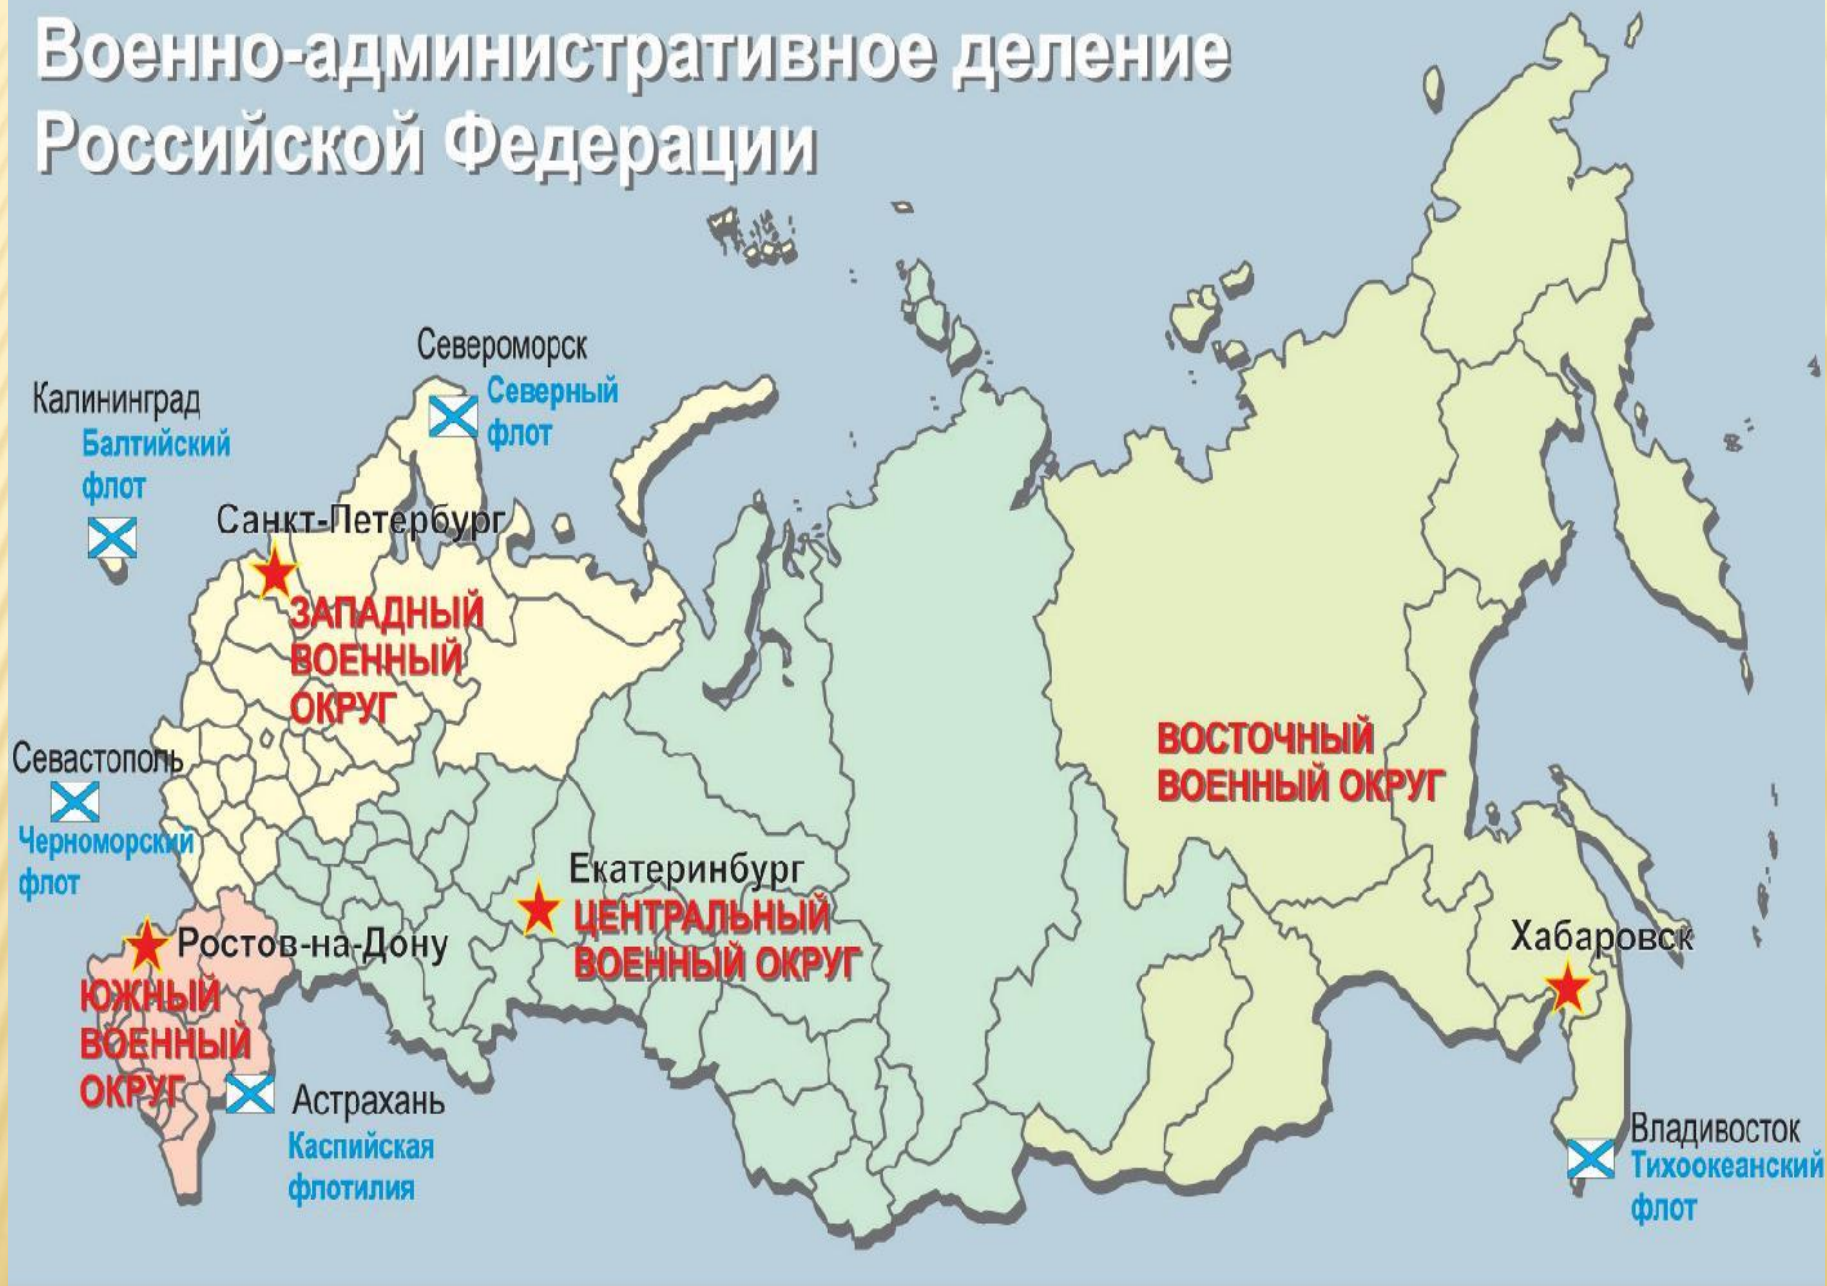 Военно-административное деление
Российской Федерации
Североморск
Северный
флот
Калининград
Балтийский
флот
Санкт-Петербург
ЗАПАДНЫЙ
ВОЕННЫЙ
ОКРУГ
Севастополь
Черноморский
флот
ВОСТОЧНЫЙ
ВОЕННЫЙ ОКРУГ
Екатеринбург
ЦЕНТРАЛЬНЫЙ
ВОЕННЫЙ ОКРУГ
Ростов-на-Дону
ЮЖНЫЙ
ВОЕННЫЙ
ОКРУГ
Хабаровск
Астрахань
Каспийская
флотилия
Владивосток
Тихоокеанский
флот